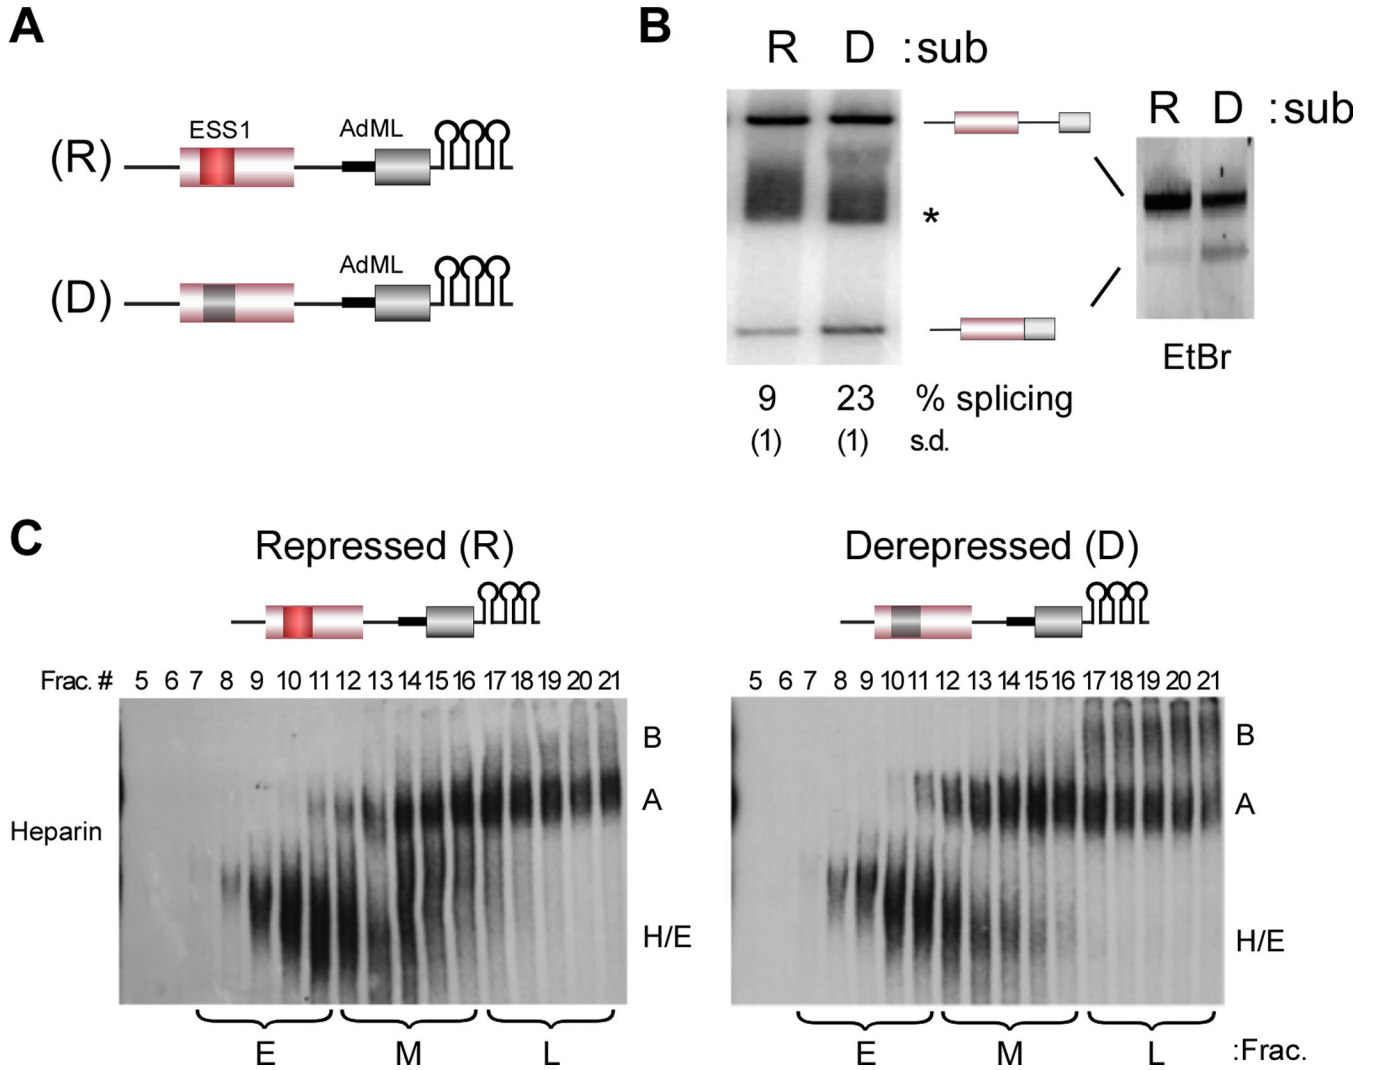 A
ESS1
AdML
(R)
AdML
(D)
B
R D :sub
R D :sub
*
EtBr
9 23 % splicing
(1) (1) s.d.
C
Repressed (R)
Frac. # 5 6 7 8 9 10 11 12 13 14 15 16 17 18 19 20 21
B
A
Heparin
H/E
E M L
Derepressed (D)
5 6 7 8 9 10 11 12 13 14 15 16 17 18 19 20 21
B
A
H/E
E M L :Frac.